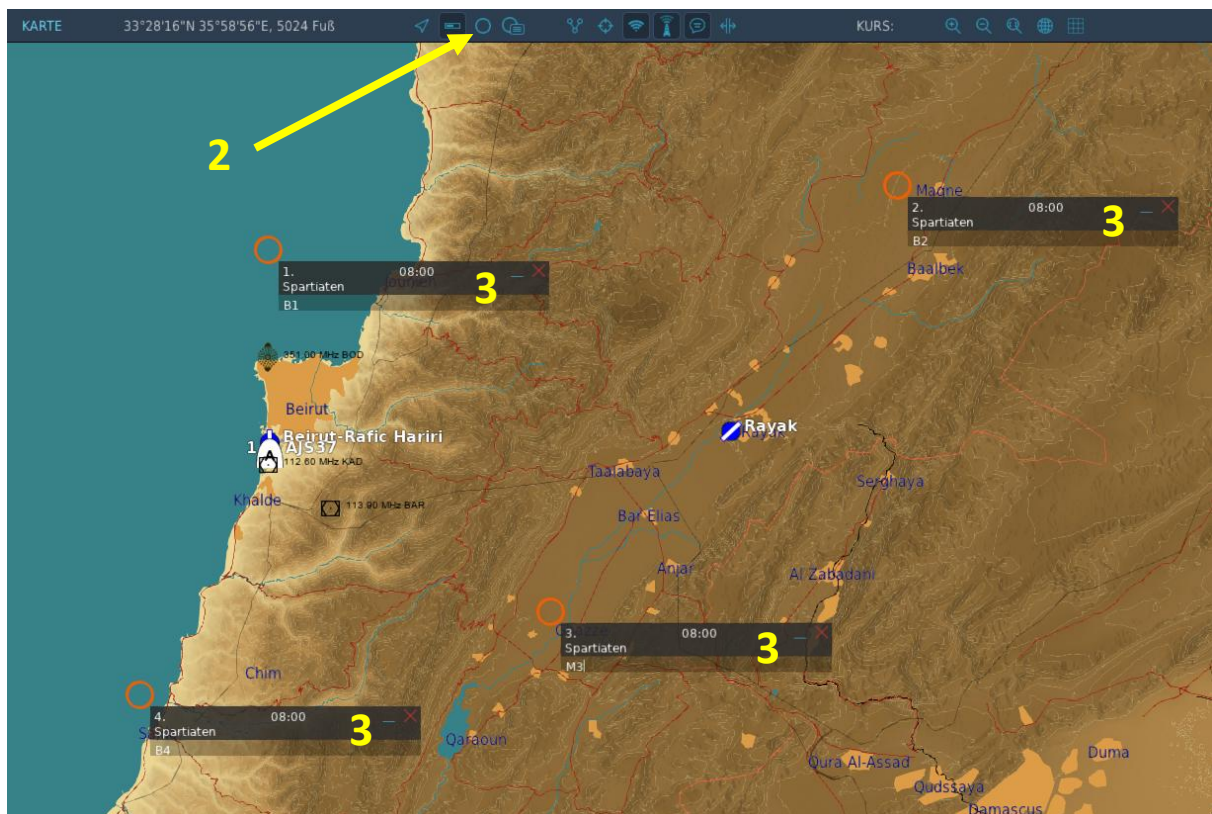 KARTE 33°28'16"N 35°58'56"E, 5024 Fuß KURS:
2
Magne
2. 08:00
Spartiaten
B2
3
Baalbek
1. 08:00
Spartiaten
B1
3
351.00 MHz BOD
Beirut
Beirut-Rafic Hariri
1 AJS37
112.60 MHz KAD
Rayak
Taalabaya
Serghaya
Khalde
113.90 MHz BAR
Bar Elias
Anjar
Al Zabadani
3. 08:00
Spartiaten
M3
3
Chim
4. 08:00
Spartiaten
B4
3
Qaraoun
Duma
Qura Al-Assad
Qudssaya
Damascus